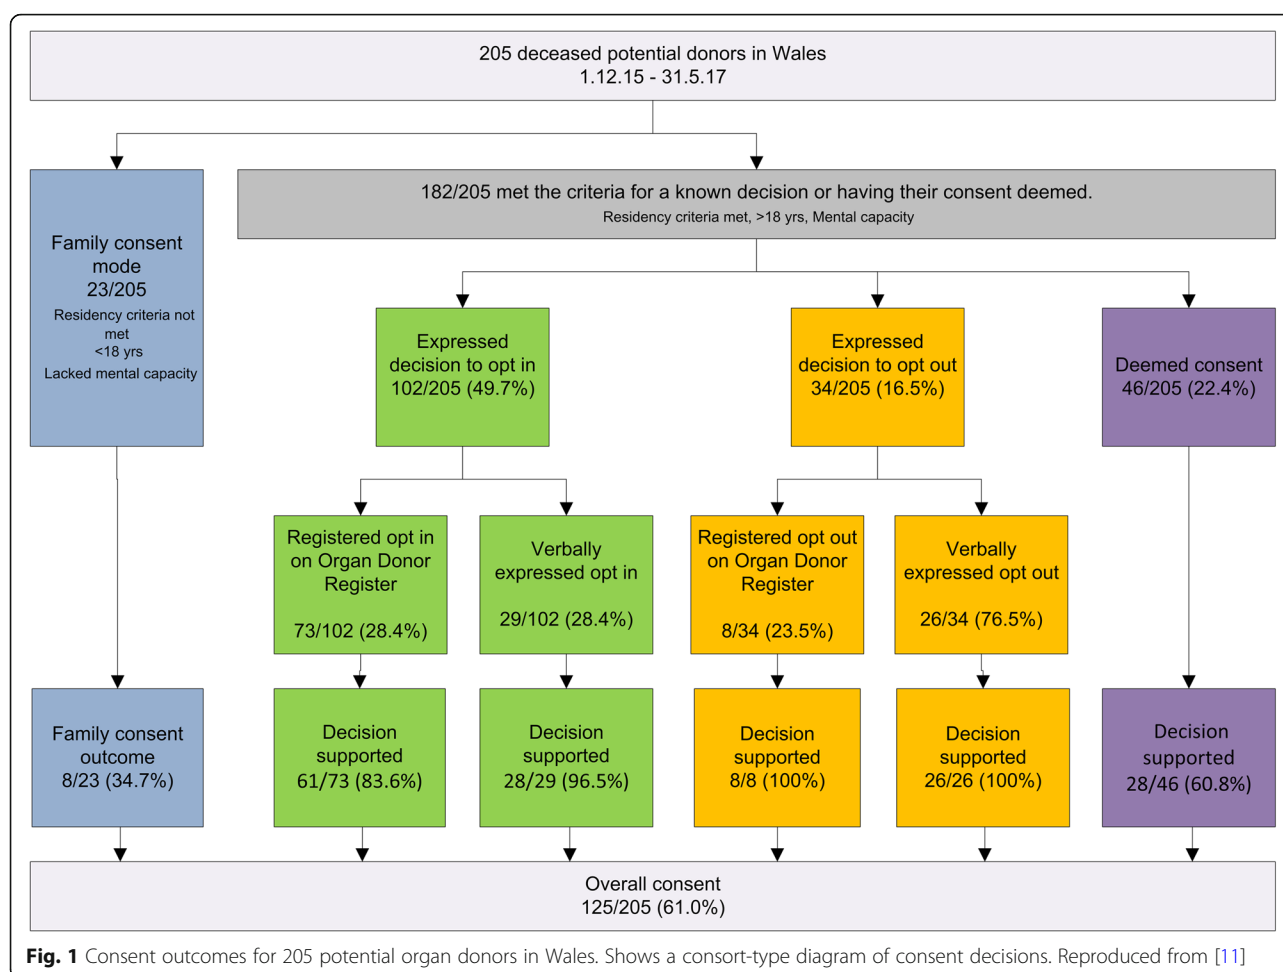 205 deceased potential donors in Wales
1.12.15 - 31.5.17
Family consent
mode
23/205
Residency criteria not
met
<18 yrs
Lacked mental capacity
182/205 met the criteria for a known decision or having their consent deemed.
Residency criteria met, >18 yrs, Mental capacity
Expressed
decision to opt in
102/205 (49.7%)
Expressed
decision to opt out
34/205 (16.5%)
Deemed consent
46/205 (22.4%)
Registered opt in
on Organ Donor
Register
73/102 (28.4%)
Verbally
expressed opt in
29/102 (28.4%)
Registered opt out
on Organ Donor
Register
8/34 (23.5%)
Verbally
expressed opt out
26/34 (76.5%)
Family consent
outcome
8/23 (34.7%)
Decision
supported
61/73 (83.6%)
Decision
supported
28/29 (96.5%)
Decision
supported
8/8 (100%)
Decision
supported
26/26 (100%)
Decision
supported
28/46 (60.8%)
Overall consent
125/205 (61.0%)
Fig. 1 Consent outcomes for 205 potential organ donors in Wales. Shows a consort-type diagram of consent decisions. Reproduced from [11]